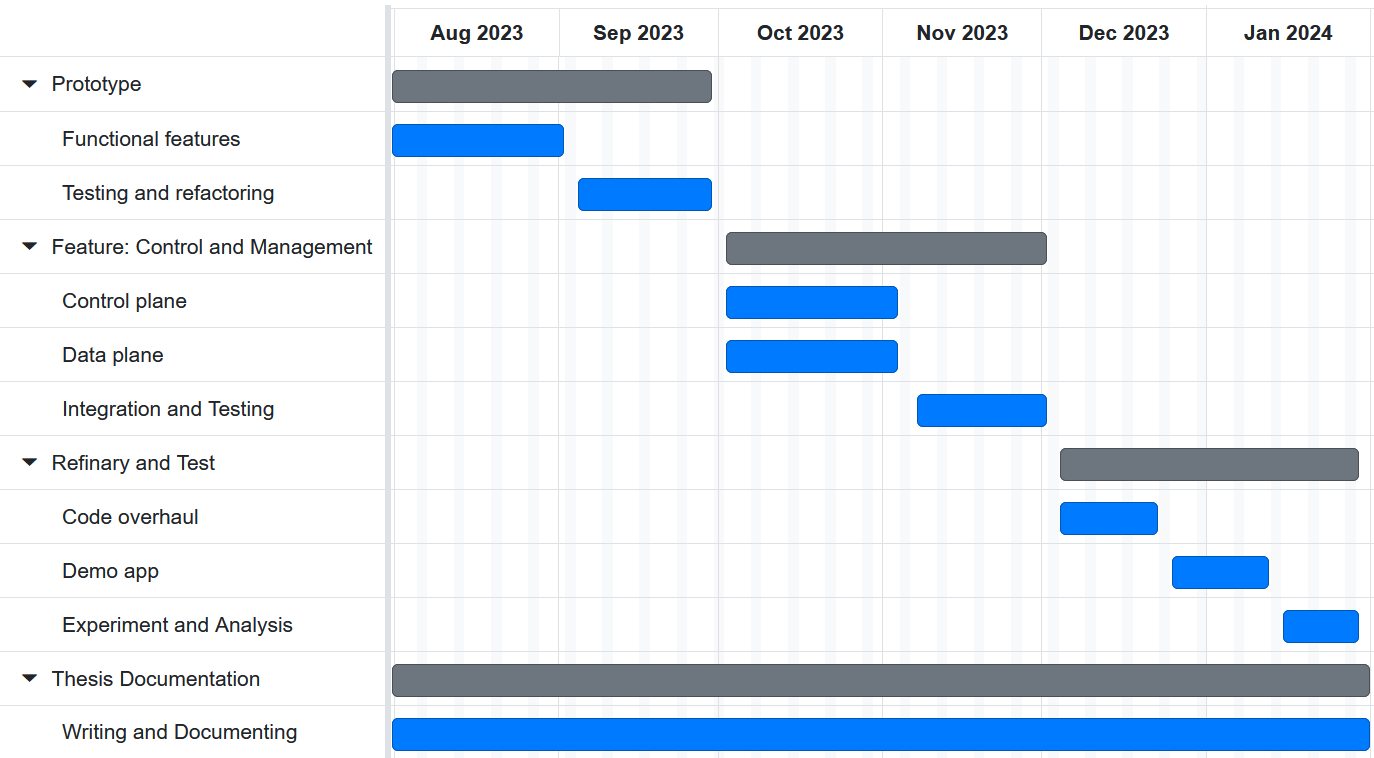 Aug 2023 Sep 2023 Oct 2023 Nov 2023 Dec 2023 Jan 2024
Prototype
Functional features
Testing and refactoring
Feature: Control and Management
Control plane
Data plane
Integration and Testing
Refinary and Test
Code overhaul
Demo app
Experiment and Analysis
Thesis Documentation
Writing and Documenting